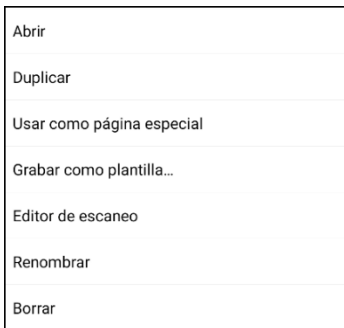 Abrir
Duplicar
Usar como página especial
Grabar como plantilla...
Editor de escaneo
Renombrar
Borrar